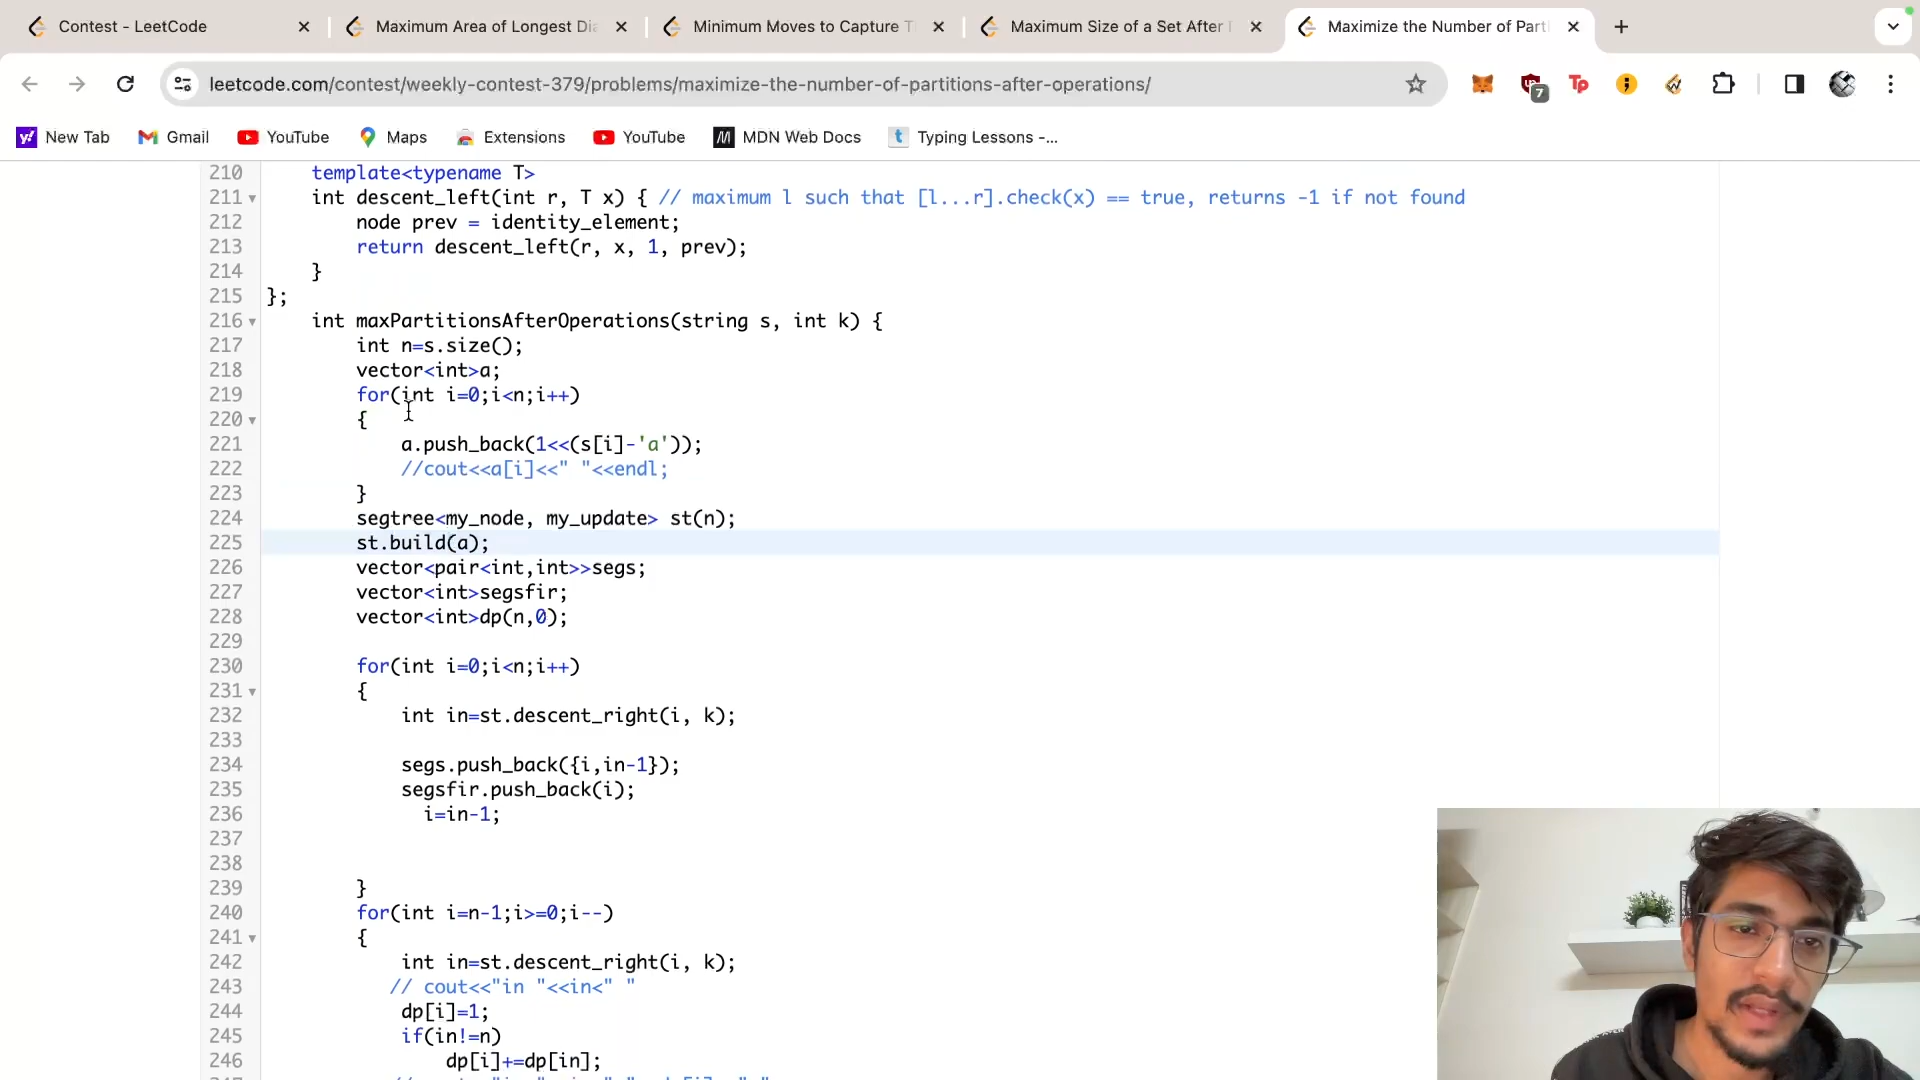 Contest - LeetCode
Maximum Area of Longest Dia
Minimum Moves to Capture T
Maximum Size of a Set After
Maximize the Number of Parti
leetcode.com/contest/weekly-contest-379/problems/maximize-the-number-of-partitions-after-operations/
7
Tp
New Tab
Gmail
YouTube
Maps
Extensions
YouTube
MDN Web Docs
Typing Lessons -...
210 template<typename T>
211 int descent_left(int r, T x) { // maximum l such that [l...r].check(x) == true, returns -1 if not found
212 node prev = identity_element;
213 return descent_left(r, x, 1, prev);
214 }
215 };
216 int maxPartitionsAfterOperations(string s, int k) {
217 int n=s.size();
218 vector<int>a;
219 for(int i=0;i<n;i++)
220 {
221 a.push_back(1<<(s[i]-'a'));
222 //cout<<a[i]<<" "<<endl;
223 }
224 segtree<my_node, my_update> st(n);
225 st.build(a);
226 vector<pair<int,int>>segs;
227 vector<int>segsfir;
228 vector<int>dp(n,0);
229
230 for(int i=0;i<n;i++)
231 {
232 int in=st.descent_right(i, k);
233
234 segs.push_back({i,in-1});
235 segsfir.push_back(i);
236 i=in-1;
237
238
239 }
240 for(int i=n-1;i>=0;i--)
241 {
242 int in=st.descent_right(i, k);
243 // cout<<"in "<<in<" "
244 dp[i]=1;
245 if(in!=n)
246 dp[i]+=dp[in];